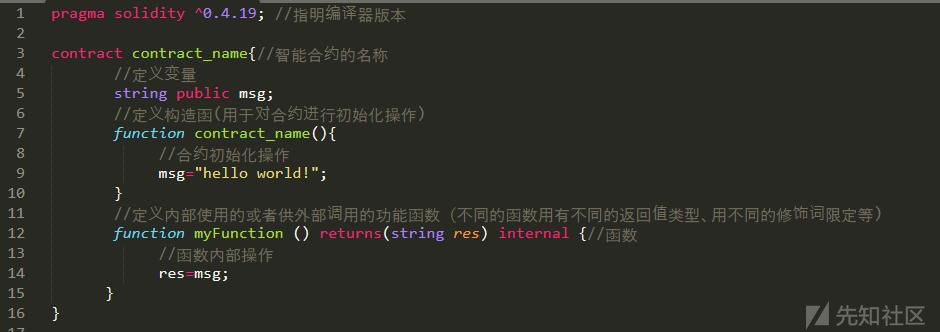 1 pragma solidity ^0.4.19; //指明编译器版本
2
3 contract contract_name{//智能合约的名称
4 //定义变量
5 string public msg;
6 //定义构造函(用于对合约进行初始化操作)
7 function contract_name(){
8 //合约初始化操作
9 msg="hello world!";
10 }
11 //定义内部使用的或者供外部调用的功能函数（不同的函数用有不同的返回值类型、用不同的修饰词限定等）
12 function myFunction () returns(string res) internal {//函数
13 //函数内部操作
14 res=msg;
15 }
16 }
先知社区